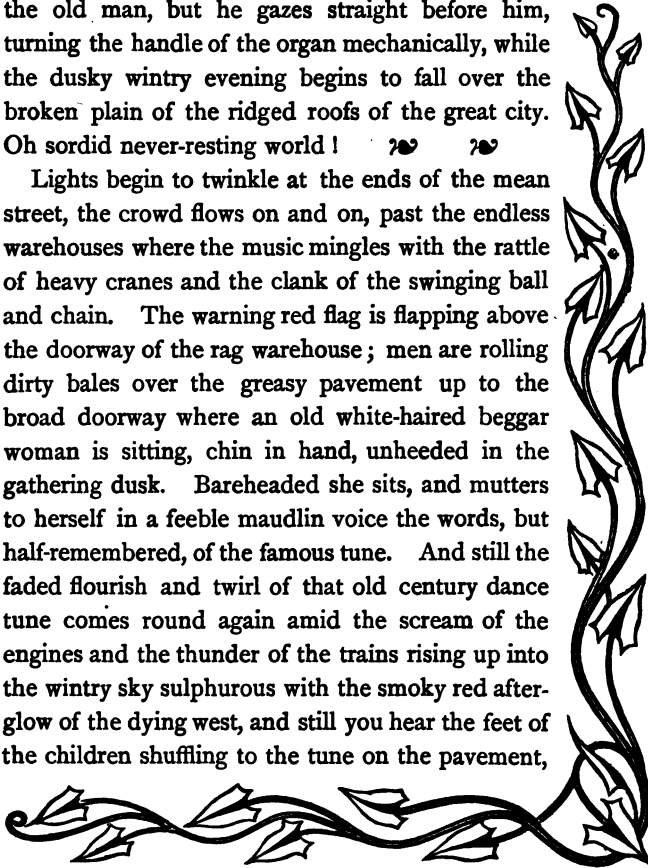 the old man, but he gazes straight before him,
turning the handle of the organ mechanically, while
the dusky wintry evening begins to fall over the
broken plain of the ridged roofs of the great city.
Oh sordid never-resting world ! ❧ ❧
Lights begin to twinkle at the ends of the mean
street, the crowd flows on and on, past the endless
warehouses where the music mingles with the rattle
of heavy cranes and the clank of the swinging ball
and chain. The warning red flag is flapping above
the doorway of the rag warehouse ; men are rolling
dirty bales over the greasy pavement up to the
broad doorway where an old white-haired beggar
woman is sitting, chin in hand, unheeded in the
gathering dusk. Bareheaded she sits, and mutters
to herself in a feeble maudlin voice the words, but
half-remembered, of the famous tune. And still the
faded flourish and twirl of that old century dance
tune comes round again amid the scream of the
engines and the thunder of the trains rising up into
the wintry sky sulphurous with the smoky red after-
glow of the dying west, and still you hear the feet of
the children shuffling to the tune on the pavement,